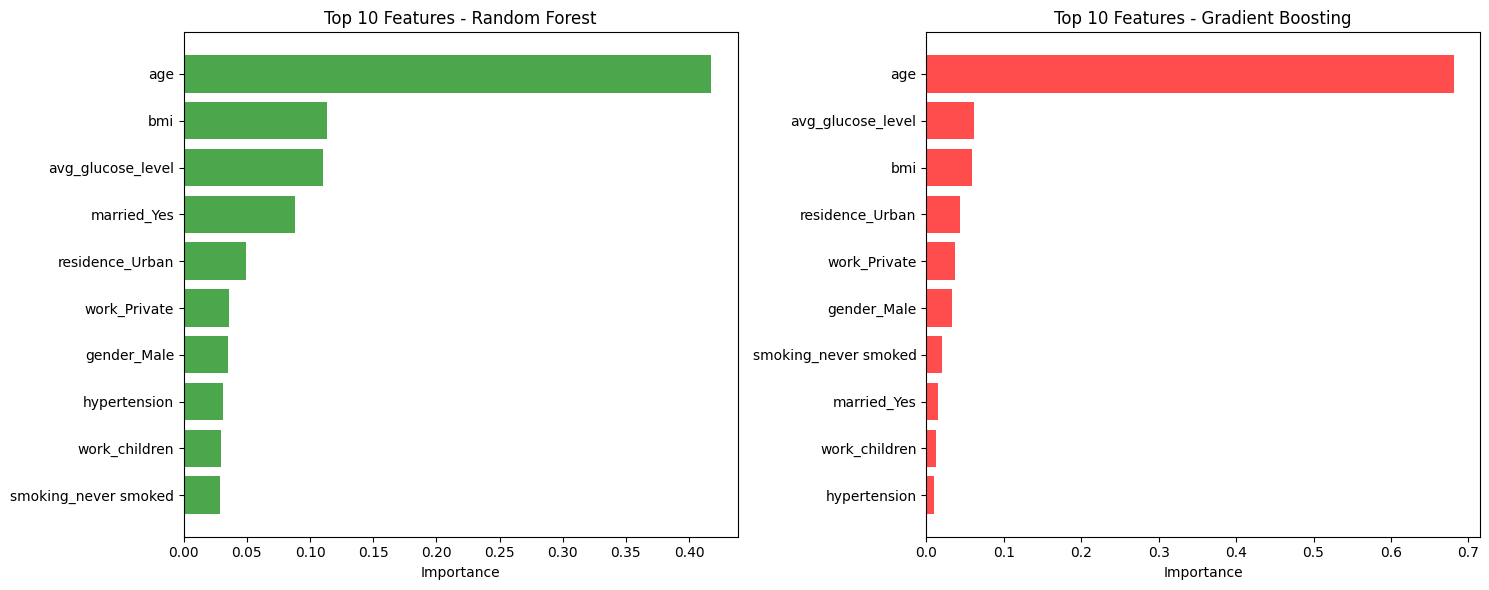 Top 10 Features - Random Forest
age
bmi
avg_glucose_level
married_Yes
residence_Urban
work_Private
gender_Male
hypertension
work_children
smoking_never smoked
0.00 0.05 0.10 0.15 0.20 0.25 0.30 0.35 0.40
Importance
Top 10 Features - Gradient Boosting
age
avg_glucose_level
bmi
residence_Urban
work_Private
gender_Male
smoking_never smoked
married_Yes
work_children
hypertension
0.0 0.1 0.2 0.3 0.4 0.5 0.6 0.7
Importance